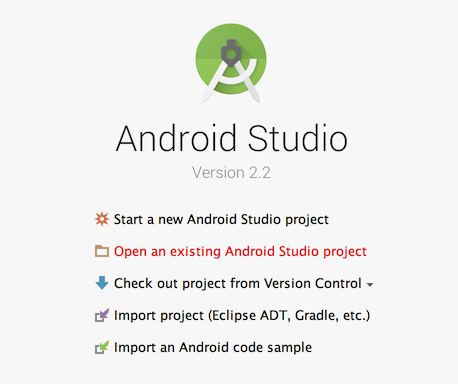 Android Studio
Version 2.2
Start a new Android Studio project
Open an existing Android Studio project
Check out project from Version Control
Import project (Eclipse ADT, Gradle, etc.)
Import an Android code sample